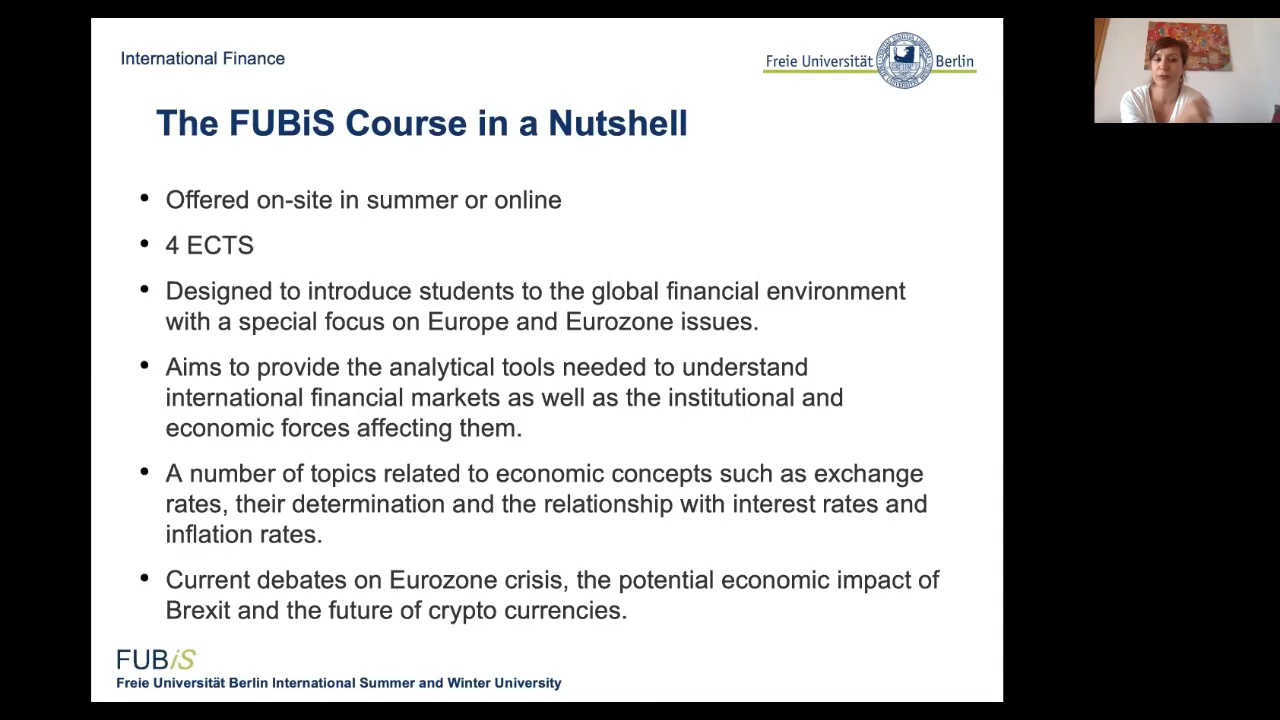 International Finance
Freie Universität Berlin
The FUBiS Course in a Nutshell
• Offered on-site in summer or online
• 4 ECTS
• Designed to introduce students to the global financial environment
with a special focus on Europe and Eurozone issues.
• Aims to provide the analytical tools needed to understand
international financial markets as well as the institutional and
economic forces affecting them.
• A number of topics related to economic concepts such as exchange
rates, their determination and the relationship with interest rates and
inflation rates.
• Current debates on Eurozone crisis, the potential economic impact of
Brexit and the future of crypto currencies.
FUBiS
Freie Universität Berlin International Summer and Winter University